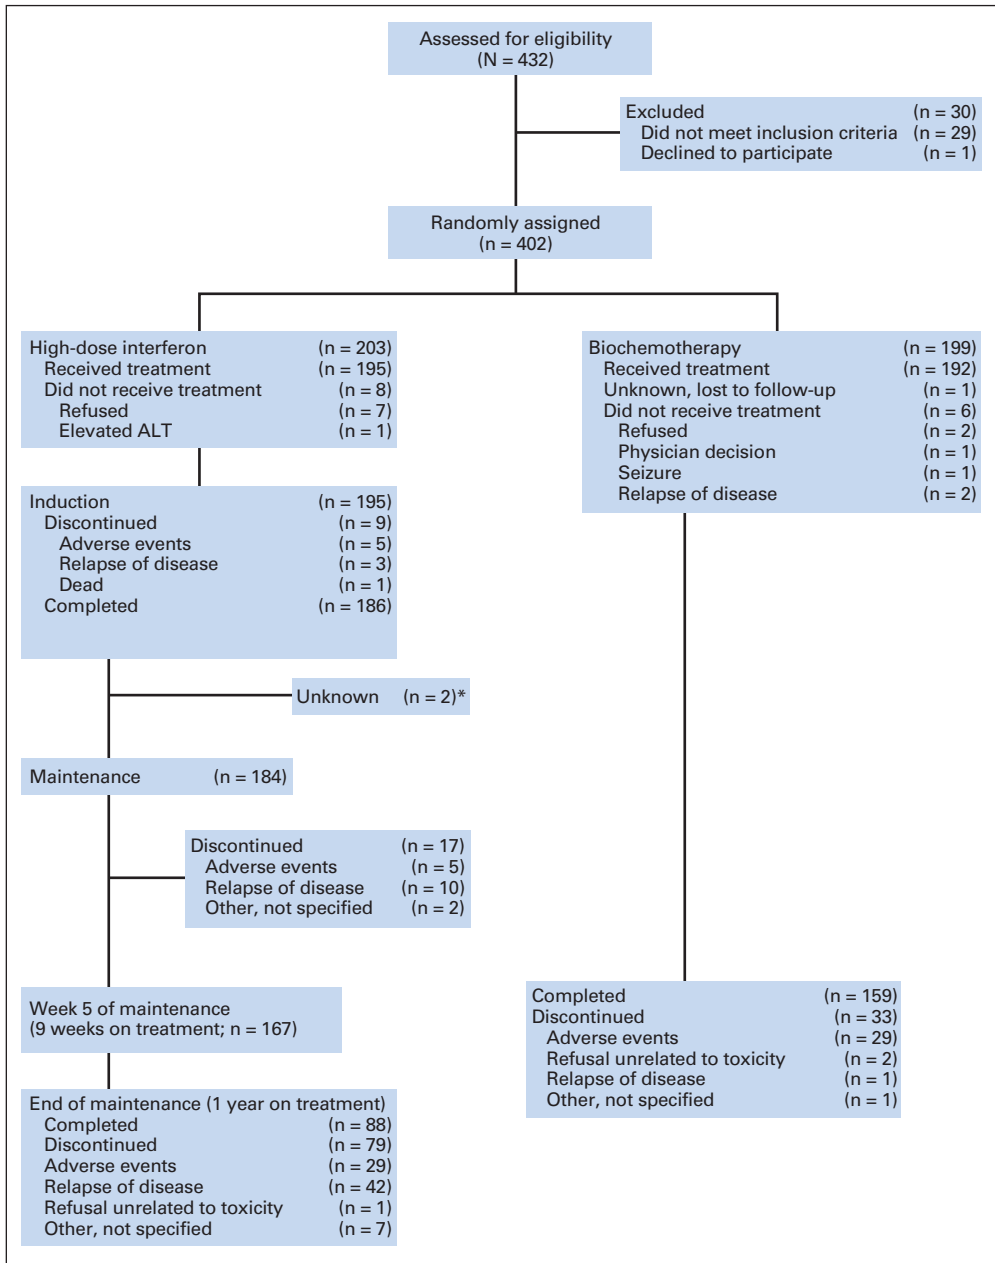 Assessed for eligibility
(N = 432)
Excluded (n = 30)
Did not meet inclusion criteria (n = 29)
Declined to participate (n = 1)
Randomly assigned
(n = 402)
High-dose interferon (n = 203)
Received treatment (n = 195)
Did not receive treatment (n = 8)
Refused (n = 7)
Elevated ALT (n = 1)
Biochemotherapy (n = 199)
Received treatment (n = 192)
Unknown, lost to follow-up (n = 1)
Did not receive treatment (n = 6)
Refused (n = 2)
Physician decision (n = 1)
Seizure (n = 1)
Relapse of disease (n = 2)
Induction (n = 195)
Discontinued (n = 9)
Adverse events (n = 5)
Relapse of disease (n = 3)
Dead (n = 1)
Completed (n = 186)
Unknown (n = 2)*
Maintenance (n = 184)
Discontinued (n = 17)
Adverse events (n = 5)
Relapse of disease (n = 10)
Other, not specified (n = 2)
Week 5 of maintenance
(9 weeks on treatment; n = 167)
Completed (n = 159)
Discontinued (n = 33)
Adverse events (n = 29)
Refusal unrelated to toxicity (n = 2)
Relapse of disease (n = 1)
Other, not specified (n = 1)
End of maintenance (1 year on treatment)
Completed (n = 88)
Discontinued (n = 79)
Adverse events (n = 29)
Relapse of disease (n = 42)
Refusal unrelated to toxicity (n = 1)
Other, not specified (n = 7)